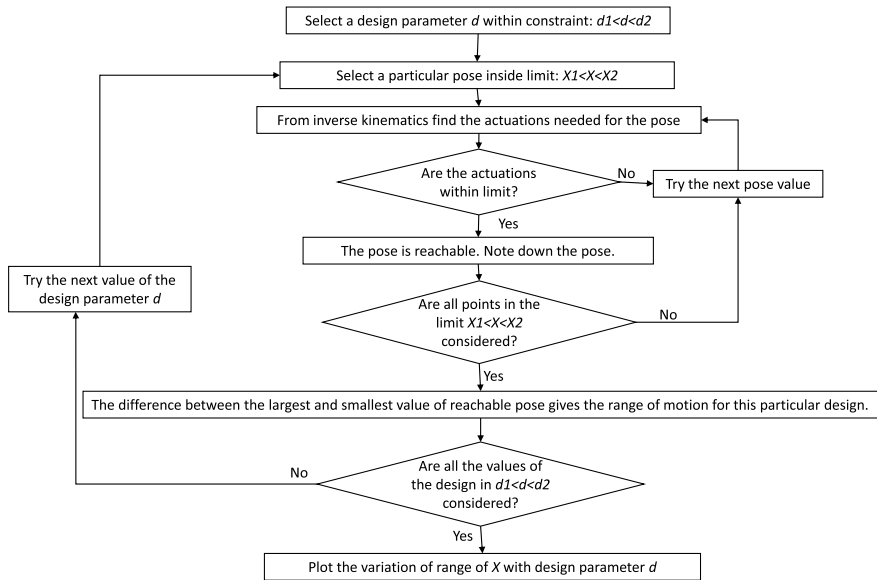 Select a design parameter d within constraint: d1<d<d2
Select a particular pose inside limit: X1<X<X2
From inverse kinematics find the actuations needed for the pose
Are the actuations
within limit?
No
Try the next pose value
Yes
The pose is reachable. Note down the pose.
Try the next value of the
design parameter d
Are all points in the
limit X1<X<X2
considered?
No
Yes
The difference between the largest and smallest value of reachable pose gives the range of motion for this particular design.
No
Are all the values of
the design in d1<d<d2
considered?
Yes
Plot the variation of range of X with design parameter d